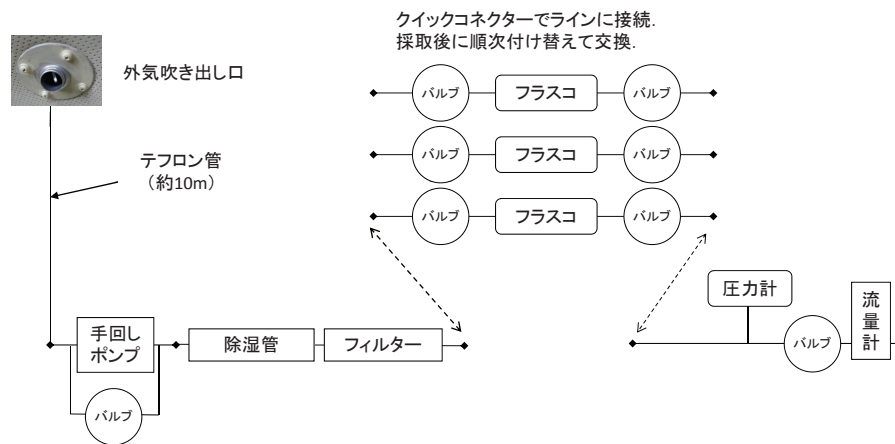 クイックコネクターでラインに接続.
採取後に順次付け替えて交換.
外気吹き出し口
バルブ フラスコ バルブ
テフロン管
（約10m）
バルブ フラスコ バルブ
バルブ フラスコ バルブ
圧力計
流量計
手回し
ポンプ
除湿管
フィルター
バルブ
バルブ